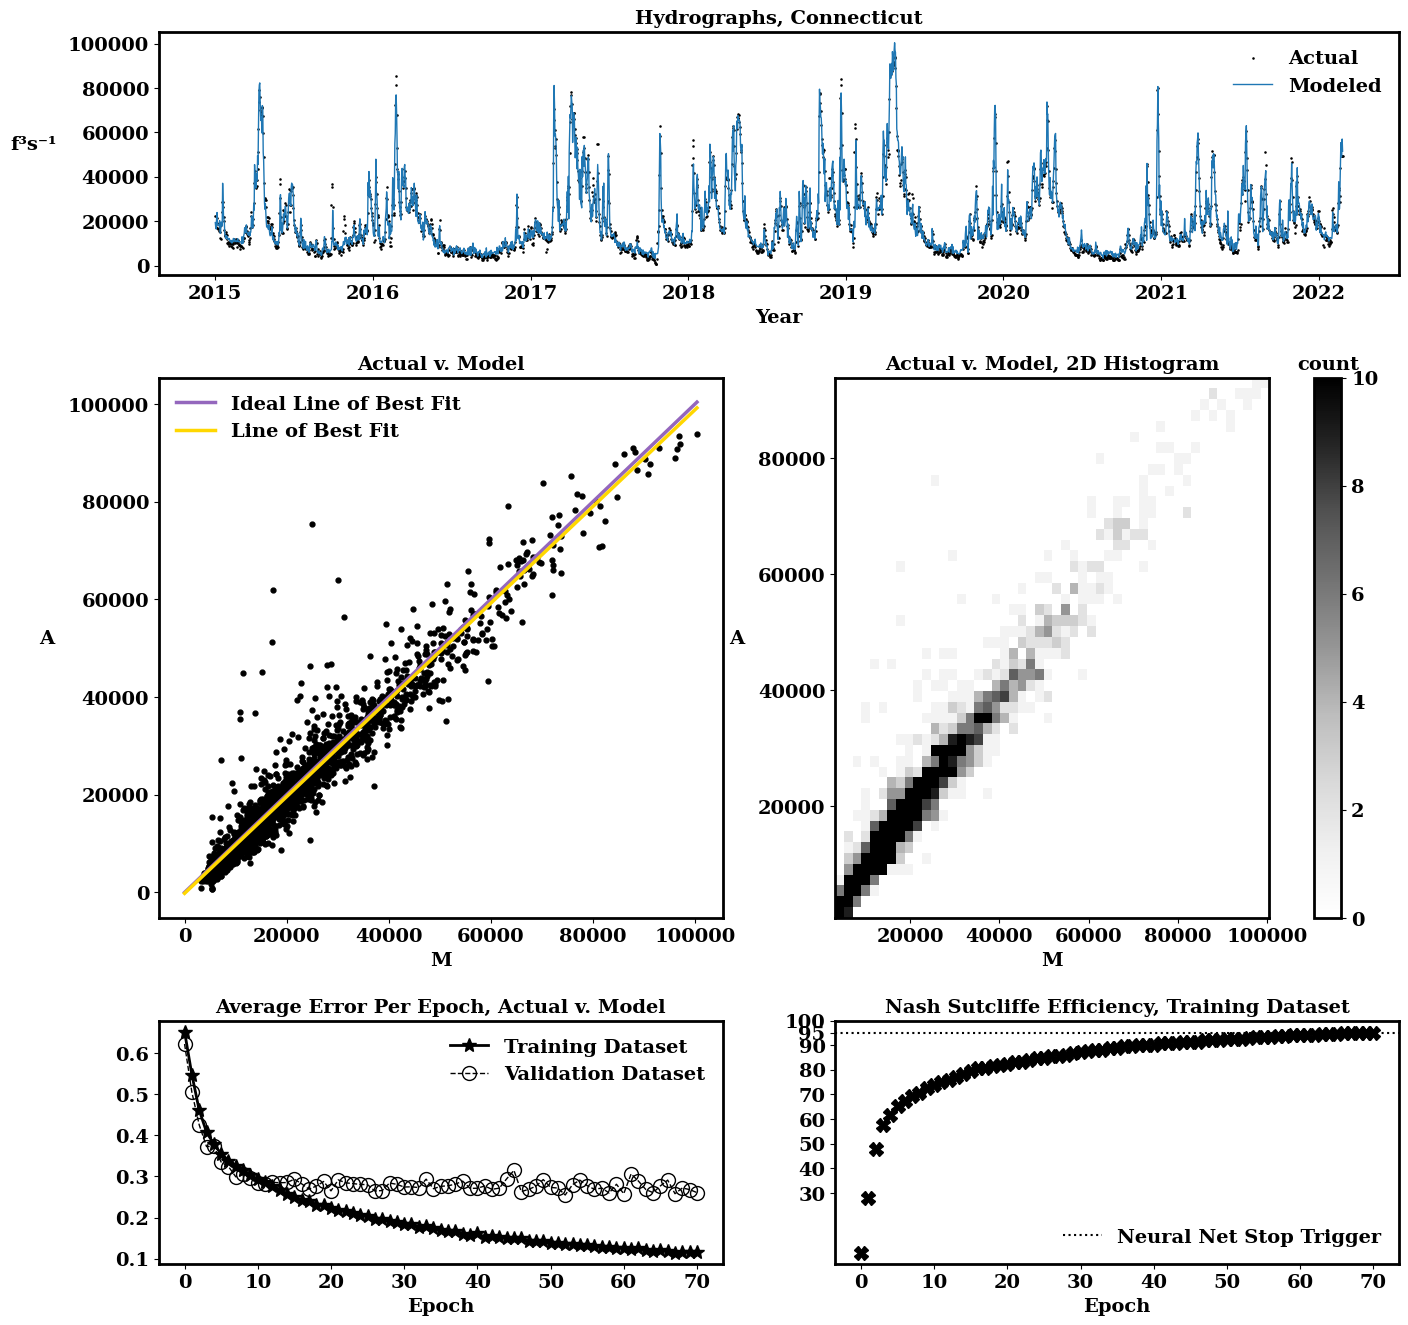 Hydrographs, Connecticut
100000
80000
60000
40000
20000
0
f³s⁻¹
Actual
Modeled
2015 2016 2017 2018 2019 2020 2021 2022
Year
Actual v. Model
100000
80000
60000
40000
20000
0
A
Ideal Line of Best Fit
Line of Best Fit
0 20000 40000 60000 80000 100000
M
Actual v. Model, 2D Histogram
80000
60000
40000
20000
A
20000 40000 60000 80000 100000
M
count
10
8
6
4
2
0
Average Error Per Epoch, Actual v. Model
0.6
0.5
0.4
0.3
0.2
0.1
Training Dataset
Validation Dataset
0 10 20 30 40 50 60 70
Epoch
Nash Sutcliffe Efficiency, Training Dataset
100
95
90
80
70
60
50
40
30
Neural Net Stop Trigger
0 10 20 30 40 50 60 70
Epoch